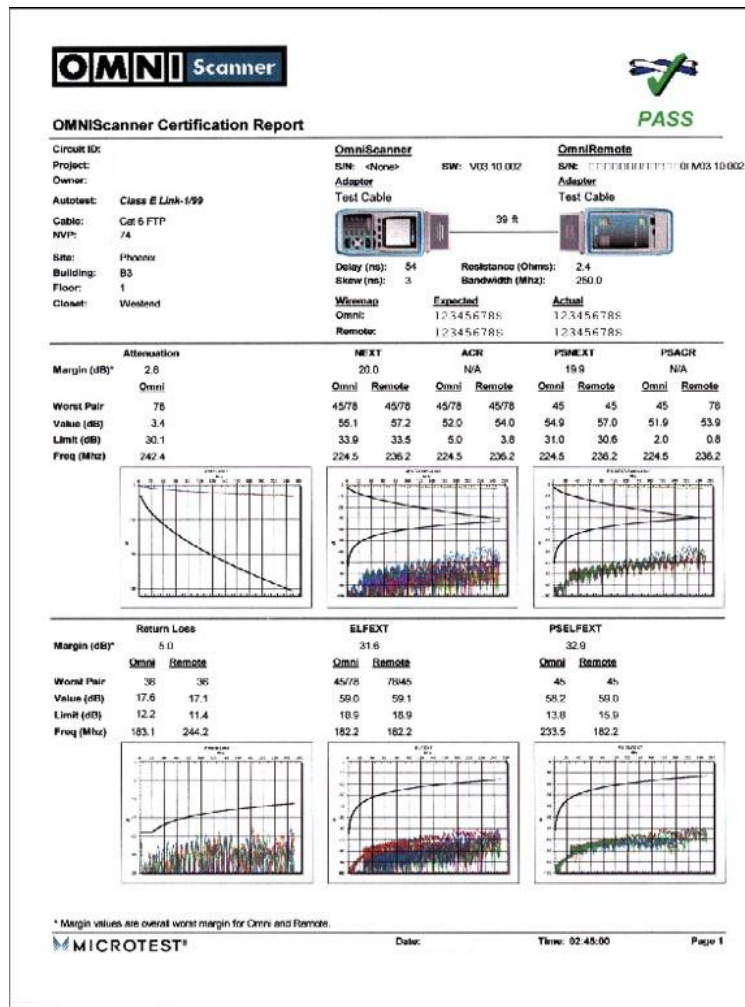 OMNI Scanner
PASS
OMNIScanner Certification Report
Circuit ID:
Project:
Owner:
Autotest: Class E Link-1/99
Cable: Cat 6 FTP
NVP: 74
Site: Phoenix
Building: B3
Floor: 1
Closet: Westend
OmniScanner OmniRemote
S/N: <None> SW: V03.10.002 S/N:
Adapter Adapter
Test Cable Test Cable
39 ft
Delay (ns): 54 Resistance (Ohms): 2.4
Skew (ns): 3 Bandwidth (Mhz): 250.0
Wiremap Expected Actual
Omni: 12345678S 12345678S
Remote: 12345678S 12345678S
Attenuation NEXT ACR PSNEXT PSACR
Margin (dB)* 2.6 20.0 N/A 19.9 N/A
Omni Omni Remote Omni Remote Omni Remote Omni Remote
Worst Pair 78 45/78 45/78 45/78 45/78 45 45 45 78
Value (dB) 3.4 55.1 57.2 52.0 54.0 54.9 57.0 51.9 53.9
Limit (dB) 30.1 33.9 33.5 5.0 3.8 31.0 30.6 2.0 0.8
Freq (Mhz) 242.4 224.5 236.2 224.5 236.2 224.5 236.2 224.5 236.2
Return Loss ELFEXT PSELFEXT
Margin (dB)* 5.0 31.6 32.9
Omni Remote Omni Remote Omni Remote
Worst Pair 36 36 45/78 78/45 45 45
Value (dB) 17.6 17.1 59.0 59.1 58.2 59.0
Limit (dB) 12.2 11.4 18.9 18.9 13.8 15.9
Freq (Mhz) 183.1 244.2 182.2 182.2 233.5 182.2
* Margin values are overall worst margin for Omni and Remote.
MICROTEST® Date: Time: 02:45:00 Page 1